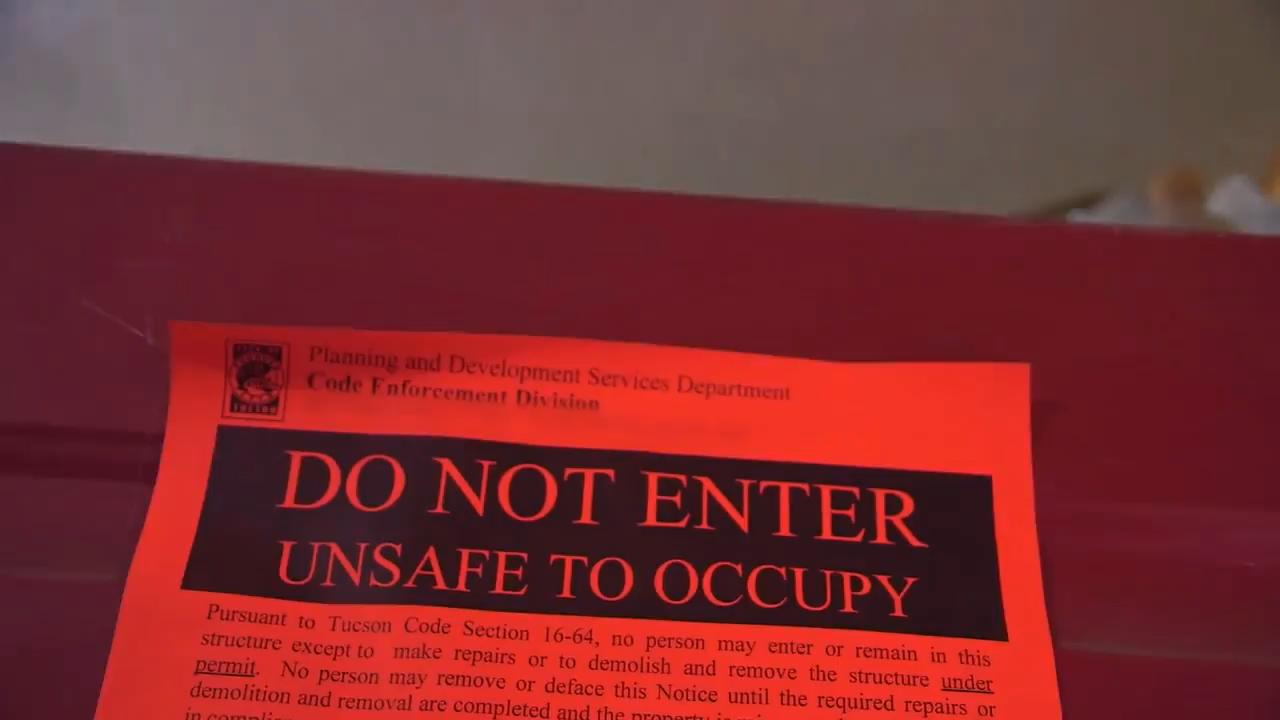 Planning and Development Services Department
Code Enforcement Division
DO NOT ENTER
UNSAFE TO OCCUPY
Pursuant to Tucson Code Section 16-64, no person may enter or remain in this
structure except to make repairs or to demolish and remove the structure under
permit. No person may remove or deface this Notice until the required repairs or
demolition and removal are completed and the property is